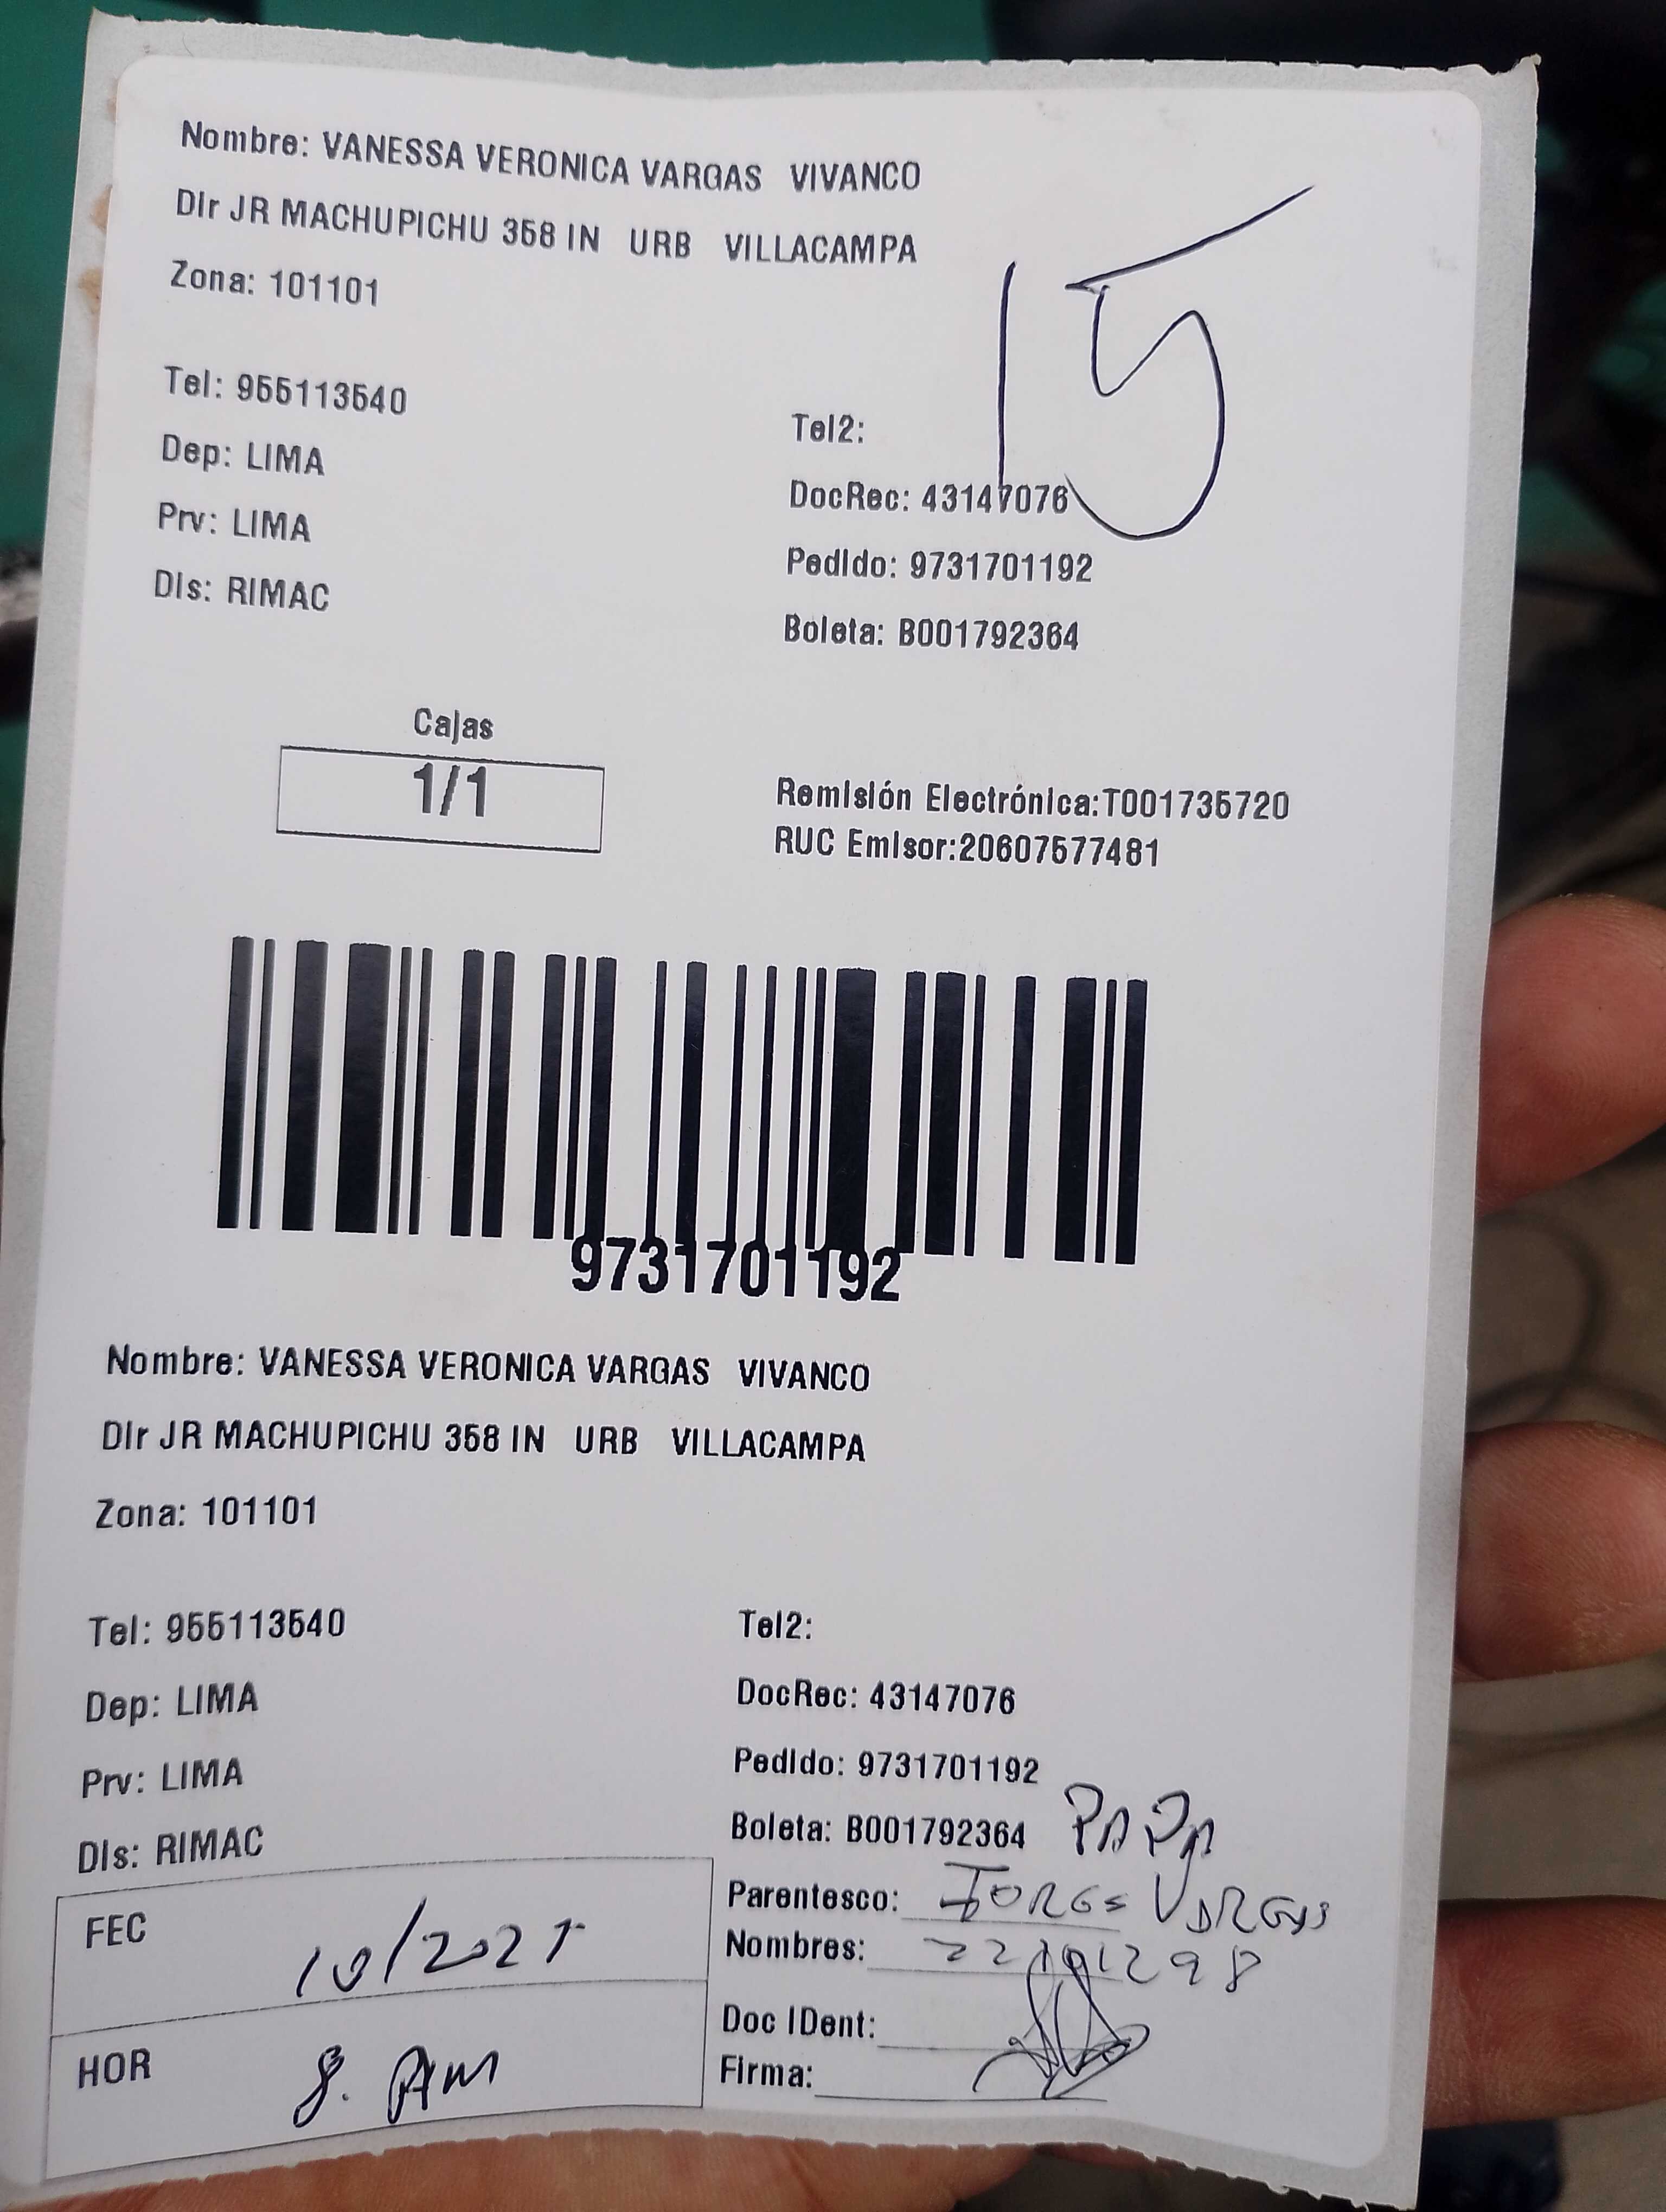 Nombre: VANESSA VERONICA VARGAS VIVANCO
15
Dir JR MACHUPICHU 358 IN URB VILLACAMPA
Zona: 101101
Tel: 955113540
Tel2:
Dep: LIMA
DocRec: 43147076
Prv: LIMA
Pedido: 9731701192
Dis: RIMAC
Boleta: B001792364
Cajas
1/1
Remisión Electrónica:T001735720
RUC Emisor:20607577481
9731701192
Nombre: VANESSA VERONICA VARGAS VIVANCO
Dir JR MACHUPICHU 358 IN URB VILLACAMPA
Zona: 101101
Tel: 955113540
Tel2:
Dep: LIMA
DocRec: 43147076
Prv: LIMA
Pedido: 9731701192
Dis: RIMAC
Boleta: B001792364 PAPA
Parentesco: JORGE VARGAS
Nombres:
Doc IDent:
Firma:
FEC
HOR 8. AM